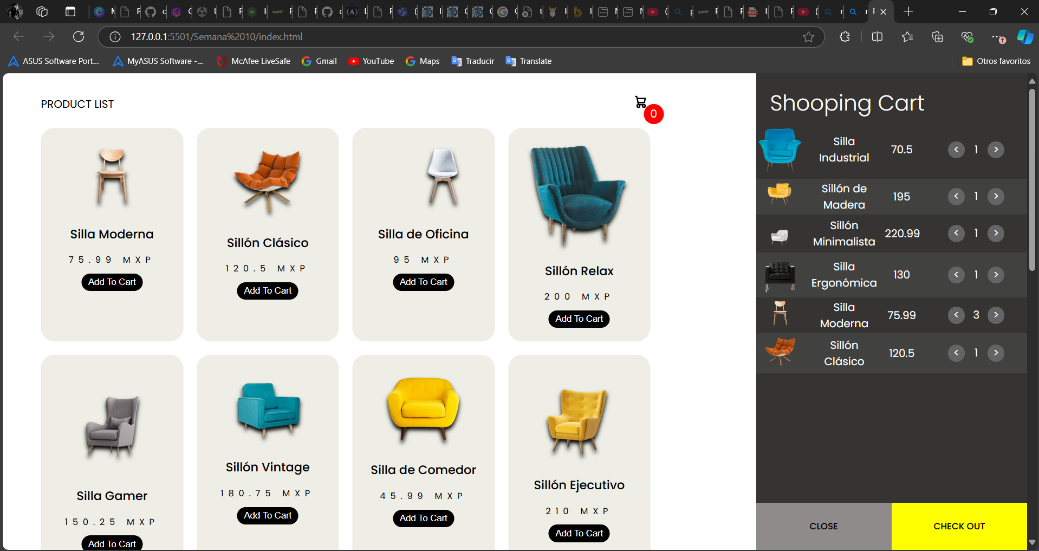 127.0.0.1:5501/Semana%2010/index.html
ASUS Software Port...
MyASUS Software -...
McAfee LiveSafe
Gmail
YouTube
Maps
Traducir
Translate
Otros favoritos
PRODUCT LIST
0
Silla Moderna
75.99 MXP
Add To Cart
Sillón Clásico
120.5 MXP
Add To Cart
Silla de Oficina
95 MXP
Add To Cart
Sillón Relax
200 MXP
Add To Cart
Silla Gamer
150.25 MXP
Add To Cart
Sillón Vintage
180.75 MXP
Add To Cart
Silla de Comedor
45.99 MXP
Add To Cart
Sillón Ejecutivo
210 MXP
Add To Cart
Shooping Cart
Silla
Industrial
70.5
< 1 >
Sillón de
Madera
195
< 1 >
Sillón
Minimalista
220.99
< 1 >
Silla
Ergonómica
130
< 1 >
Silla
Moderna
75.99
< 3 >
Sillón
Clásico
120.5
< 1 >
CLOSE
CHECK OUT